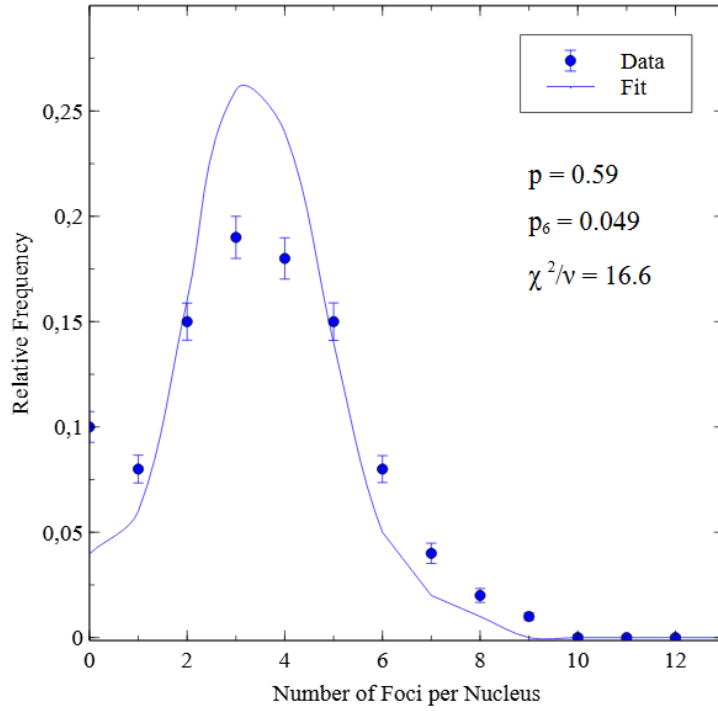 Data
Fit
p = 0.59
p₆ = 0.049
χ²/ν = 16.6
0,25
0,2
0,15
0,1
0,05
0
Relative Frequency
0 2 4 6 8 10 12
Number of Foci per Nucleus